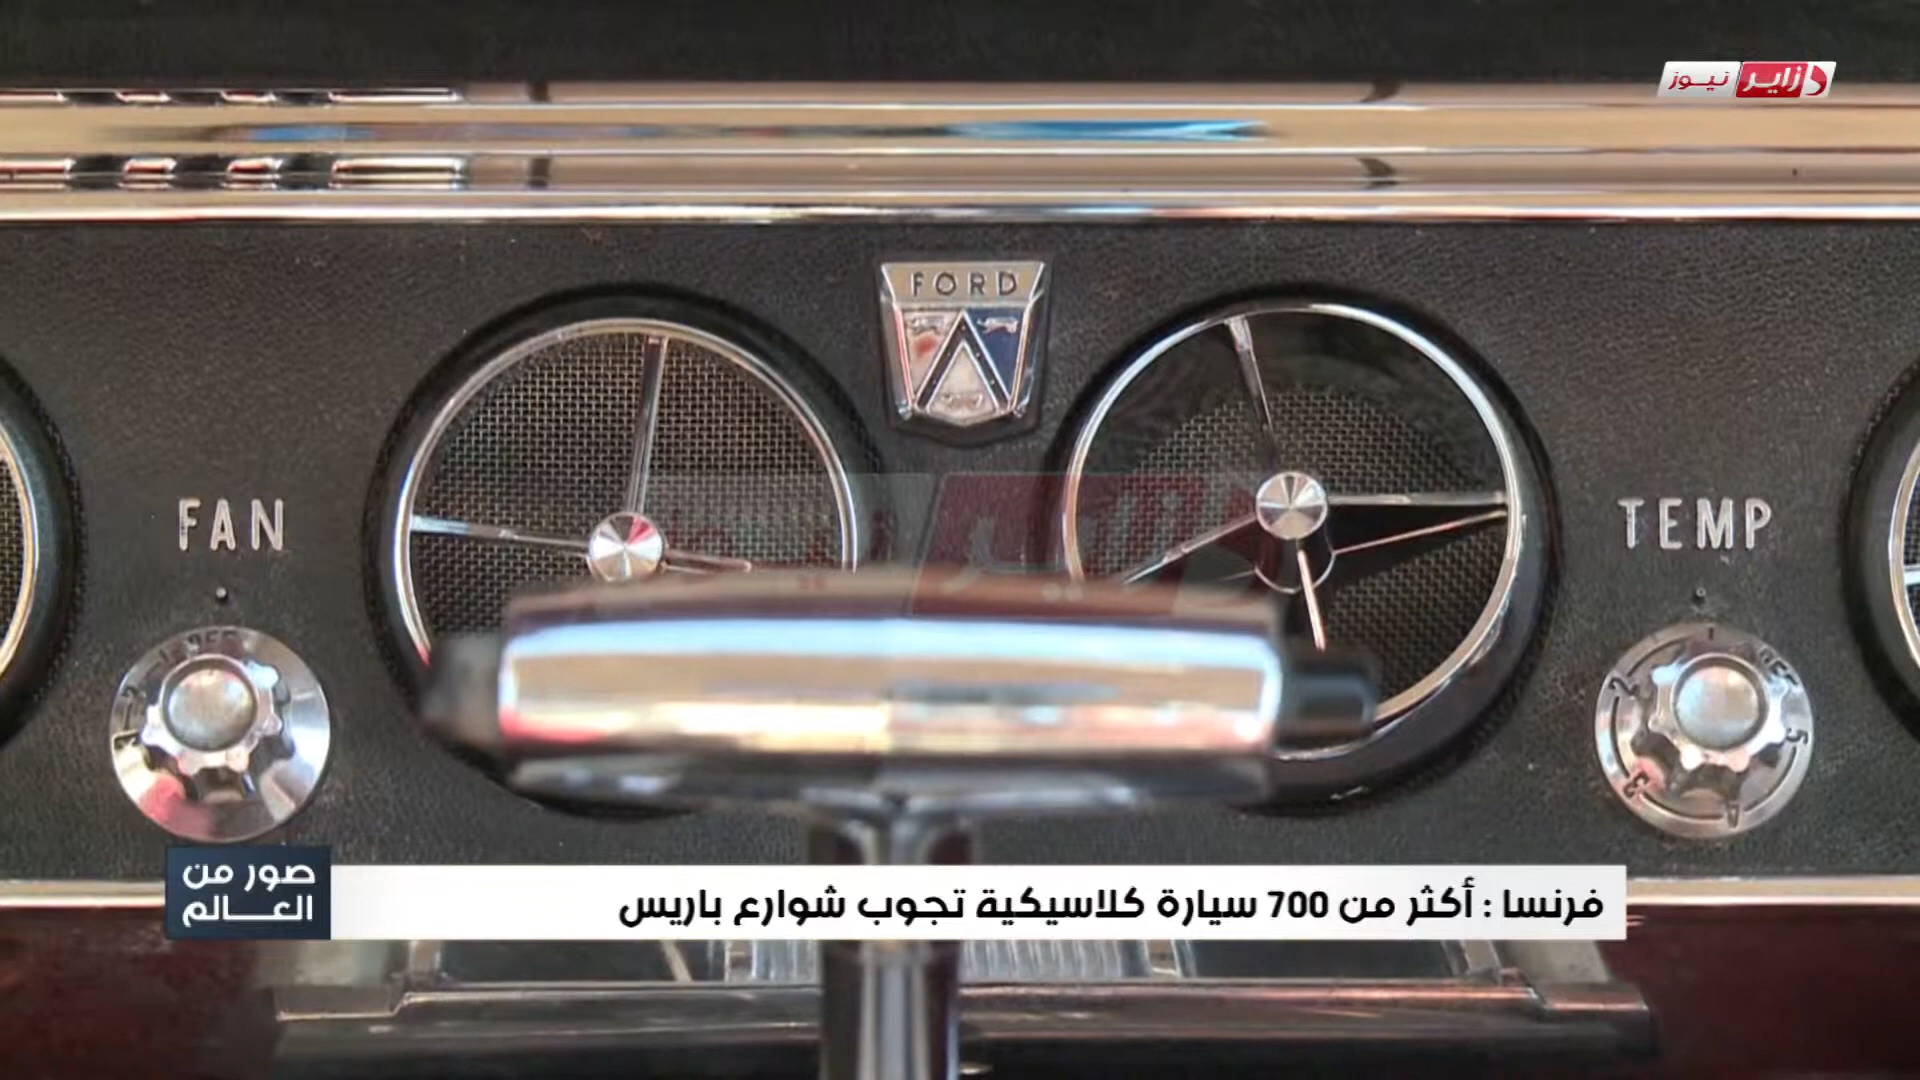 زاير نيوز
FORD
FAN
TEMP
صور من
العالم
فرنسا : أكثر من 700 سيارة كلاسيكية تجوب شوارع باريس